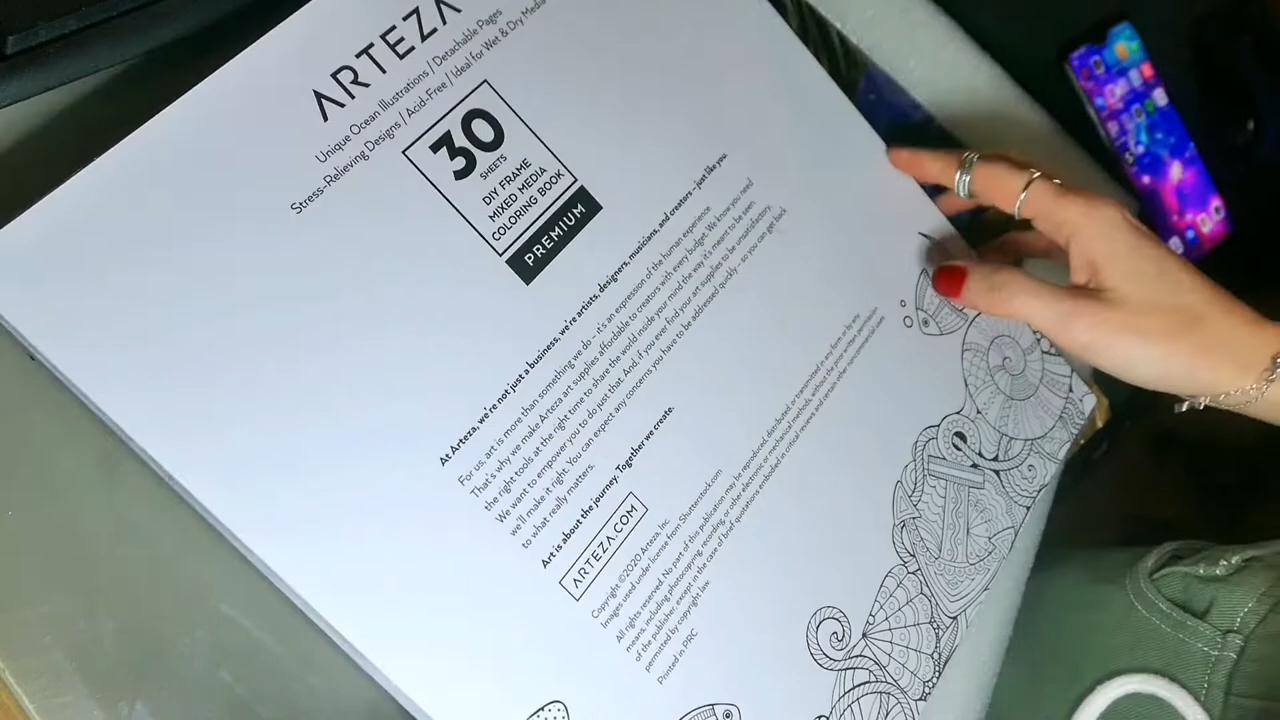 ARTEZA
Unique Ocean Illustrations / Detachable Pages
Stress-Relieving Designs / Acid-Free / Ideal for Wet & Dry Media
30
SHEETS
DIY FRAME
MIXED MEDIA
COLORING BOOK
PREMIUM
At Arteza, we're not just a business, we're artists, designers, musicians, and creators – just like you.
For us, art is more than something we do – it's an expression of the human experience
That's why we make Arteza art supplies affordable to creators with every budget. We know you need
the right tools at the right time to share the world inside your mind the way it's meant to be seen
We want to empower you to do just that. And, if you ever find your art supplies to be unsatisfactory,
we'll make it right. You can expect any concerns you have to be addressed quickly – so you can get back
to what really matters.
Art is about the journey. Together we create.
ARTEZA.COM
Copyright ©2020 Arteza, Inc.
Images used under license from Shutterstock.com
All rights reserved. No part of this publication may be reproduced, distributed or transmitted in any form or by any
means, including photocopying, recording, or other electronic or mechanical methods, without the prior written permission
of the publisher, except in the case of brief quotations embodied in critical reviews and certain other noncommercial uses
permitted by copyright law.
Printed in PRC